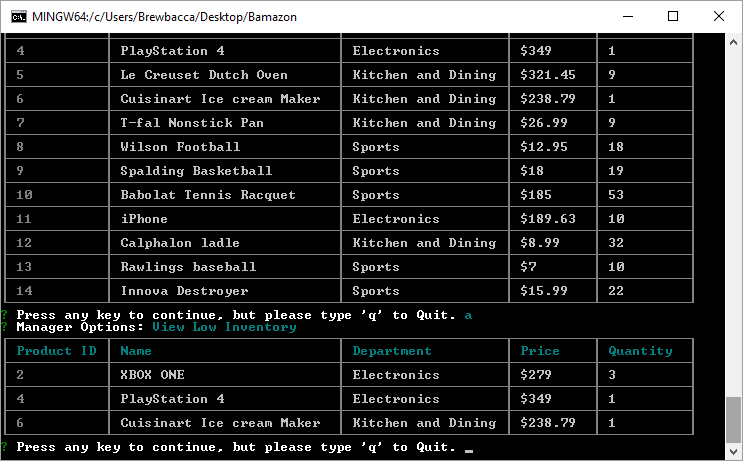 MINGW64:/c/Users/Brewbacca/Desktop/Bamazon
4 PlayStation 4 Electronics $349 1
5 Le Creuset Dutch Oven Kitchen and Dining $321.45 9
6 Cuisinart Ice cream Maker Kitchen and Dining $238.79 1
7 T-fal Nonstick Pan Kitchen and Dining $26.99 9
8 Wilson Football Sports $12.95 18
9 Spalding Basketball Sports $18 19
10 Babolat Tennis Racquet Sports $185 53
11 iPhone Electronics $189.63 10
12 Calphalon ladle Kitchen and Dining $8.99 32
13 Rawlings baseball Sports $7 10
14 Innova Destroyer Sports $15.99 22
? Press any key to continue, but please type 'q' to Quit. a
? Manager Options: View Low Inventory
Product ID Name Department Price Quantity
2 XBOX ONE Electronics $279 3
4 PlayStation 4 Electronics $349 1
6 Cuisinart Ice cream Maker Kitchen and Dining $238.79 1
? Press any key to continue, but please type 'q' to Quit.